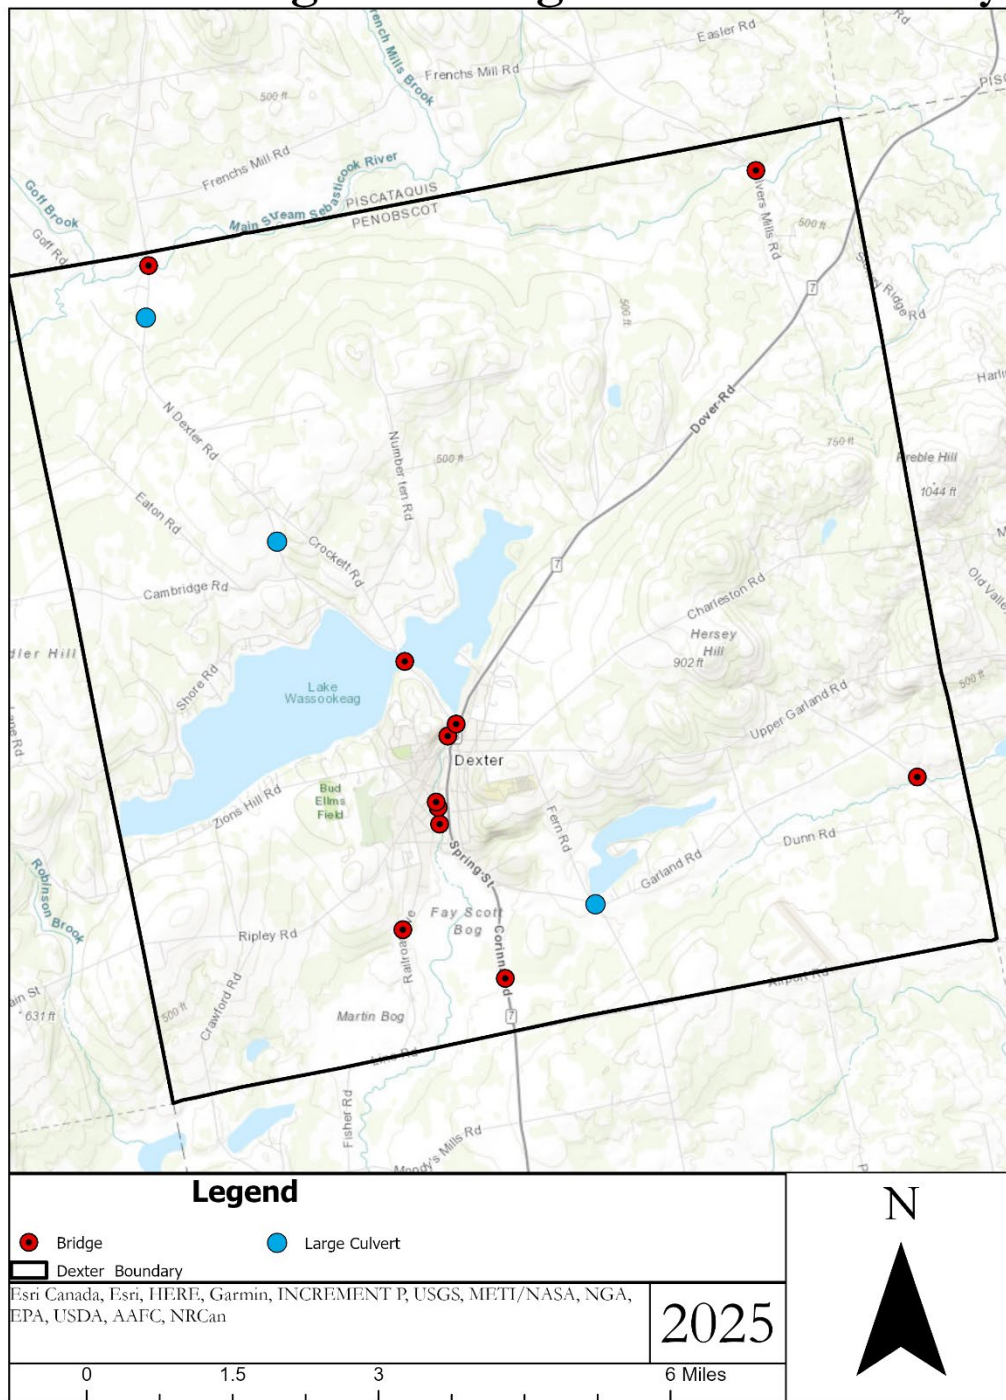 Easler Rd
Rd
French Mills Brook
Frenchs Mill Rd
500 ft
PISC
Frenchs Mill Rd
Main Stream Sebasticook River
PISCATAQUIS
PENOBSCOT
Goff Brook
Goff Rd
500 ft
7
Ridge Rd
500 ft
Dover Rd
N Dexter Rd
Number ten Rd
500 ft
750 ft
Preble Hill
1044 ft
Eaton Rd
Crockett Rd
7
Cambridge Rd
Charleston Rd
Hersey
Hill
902 ft
Shore Rd
Lake
Wassookeag
500 ft
Upper Garland Rd
Dexter
Bud
Ellms
Field
Zions Hill Rd
Fern Rd
Dunn Rd
Spring St
Garland Rd
Robinson Brook
Fay Scott
Bog
Ripley Rd
Crawford Rd
500 ft
631 ft
Martin Bog
Airport Rd
7
Line Rd
Fisher Rd
Moody's Mills Rd
Legend
Bridge
Large Culvert
Dexter Boundary
Esri Canada, Esri, HERE, Garmin, INCREMENT P, USGS, METI/NASA, NGA,
EPA, USDA, AAFC, NRCan
2025
N
0 1.5 3 6 Miles